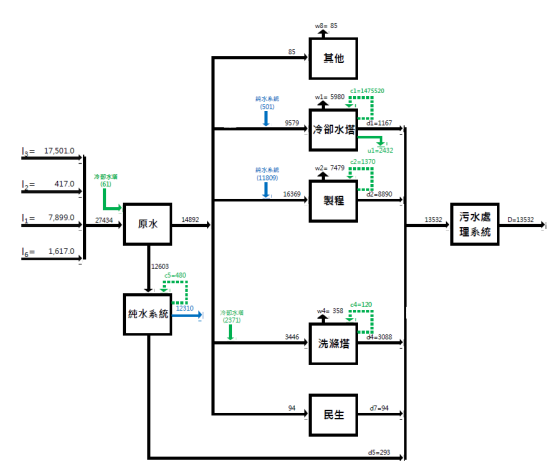 w8= 85
85
其他
純水系統
(501)
w1= 5980
c1=1475520
9579
冷卻水塔
d1=1167
u1=2432
I3= 17,501.0
I2= 417.0
I1= 7,899.0
I6= 1,617.0
冷卻水塔
(61)
27434
原水
14892
純水系統
(11809)
w2= 7479
c2=1370
16369
製程
d2=8890
13532
污水處
理系統
D=13532
12603
c5=480
純水系統
12310
冷卻水塔
(2371)
w4= 358
c4=120
3446
洗滌塔
d4=3088
94
民生
d7=94
d5=293